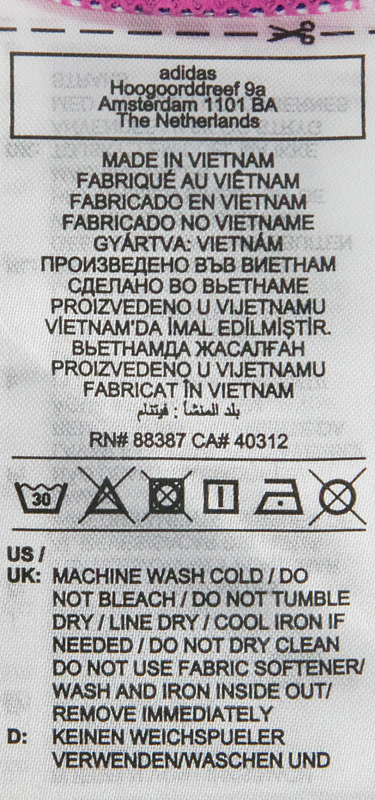 adidas
Hoogoorddreef 9a
Amsterdam 1101 BA
The Netherlands
MADE IN VIETNAM
FABRIQUÉ AU VIÊTNAM
FABRICADO EN VIETNAM
FABRICADO NO VIETNAME
GYÁRTVA: VIETNÁM
ПРОИЗВЕДЕНО ВЪВ ВИЕТНАМ
СДЕЛАНО ВО ВЬЕТНАМЕ
PROIZVEDENO U VIJETNAMU
VİETNAM'DA İMAL EDİLMİŞTİR.
ВЬЕТНАМДА ЖАСАЛҒАН
PROIZVEDENO U VIJETNAMU
FABRICAT ÎN VIETNAM
بلد المنشأ : فيتنام
RN# 88387 CA# 40312
30
US /
UK: MACHINE WASH COLD / DO
NOT BLEACH / DO NOT TUMBLE
DRY / LINE DRY / COOL IRON IF
NEEDED / DO NOT DRY CLEAN
DO NOT USE FABRIC SOFTENER/
WASH AND IRON INSIDE OUT/
REMOVE IMMEDIATELY
D: KEINEN WEICHSPUELER
VERWENDEN/WASCHEN UND